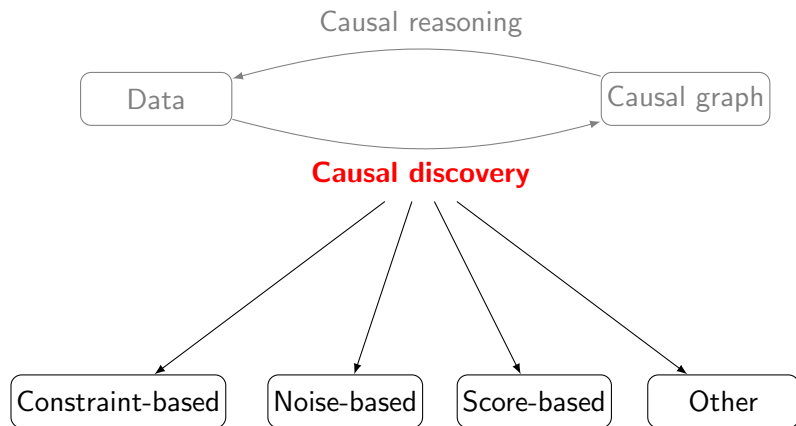 Causal reasoning
Data
Causal graph
Causal discovery
Constraint-based
Noise-based
Score-based
Other